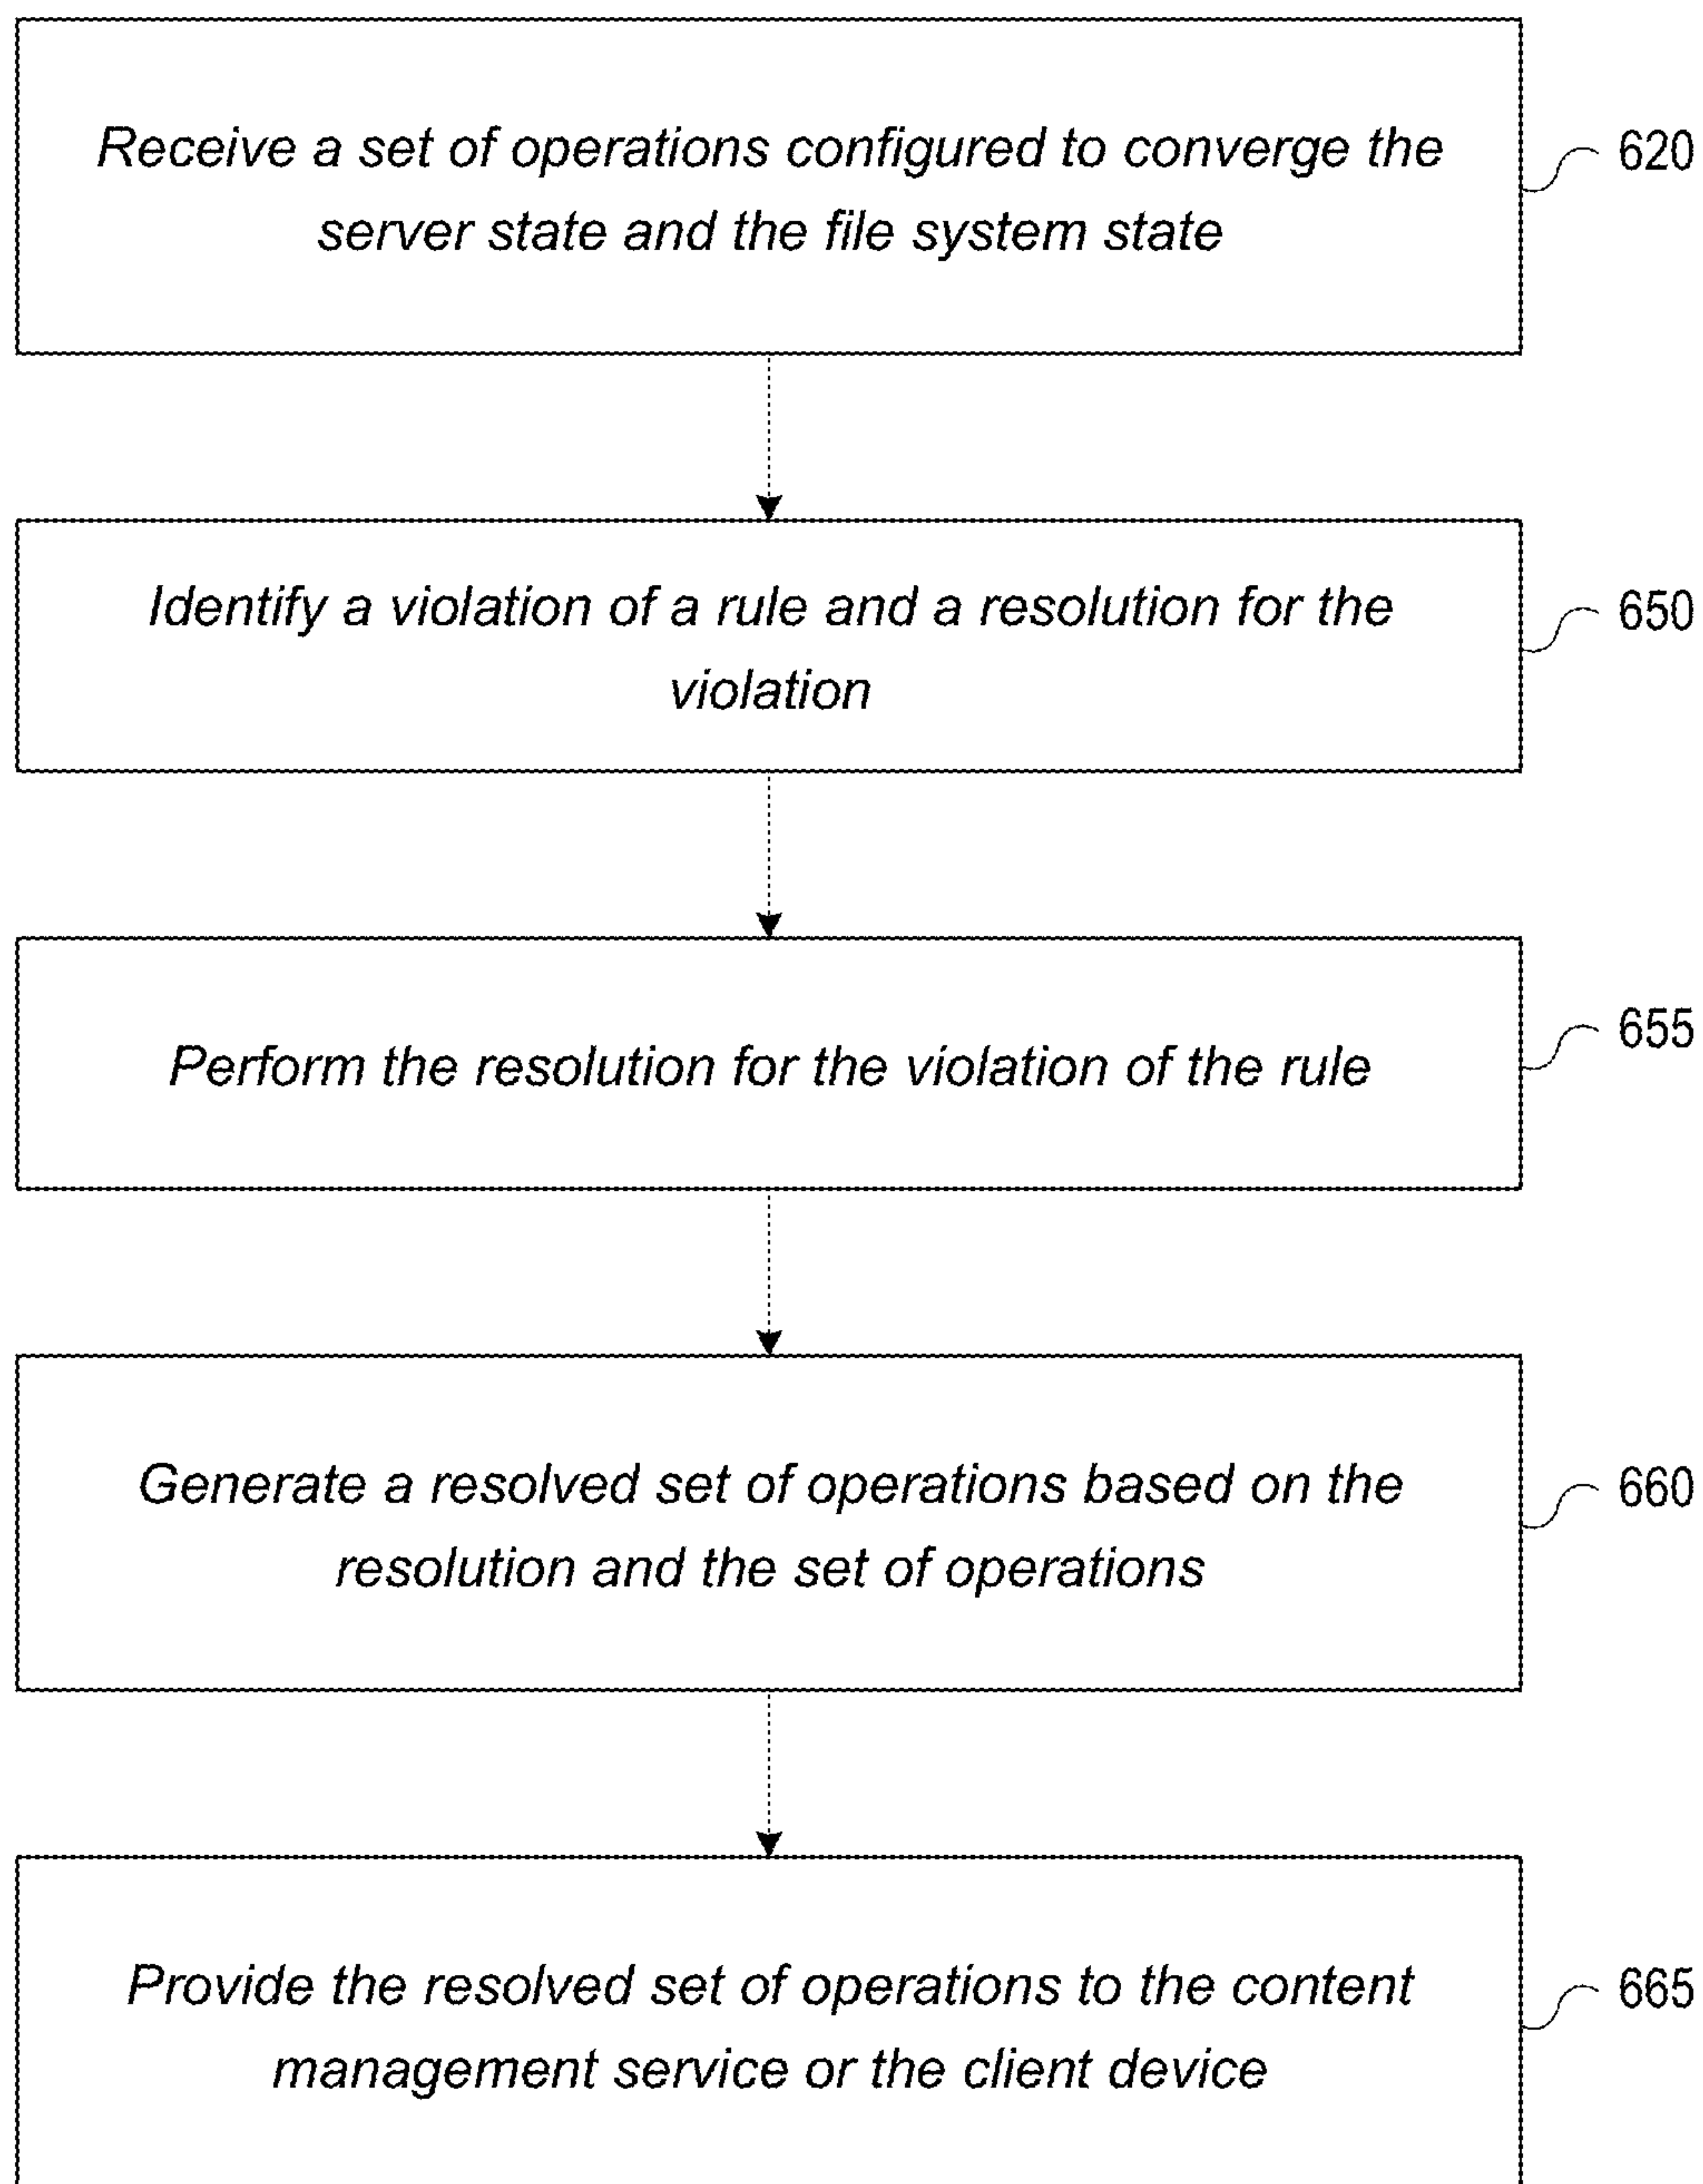 Receive a set of operations configured to converge the
server state and the file system state
620
Identify a violation of a rule and a resolution for the
violation
650
Perform the resolution for the violation of the rule
655
Generate a resolved set of operations based on the
resolution and the set of operations
660
Provide the resolved set of operations to the content
management service or the client device
665